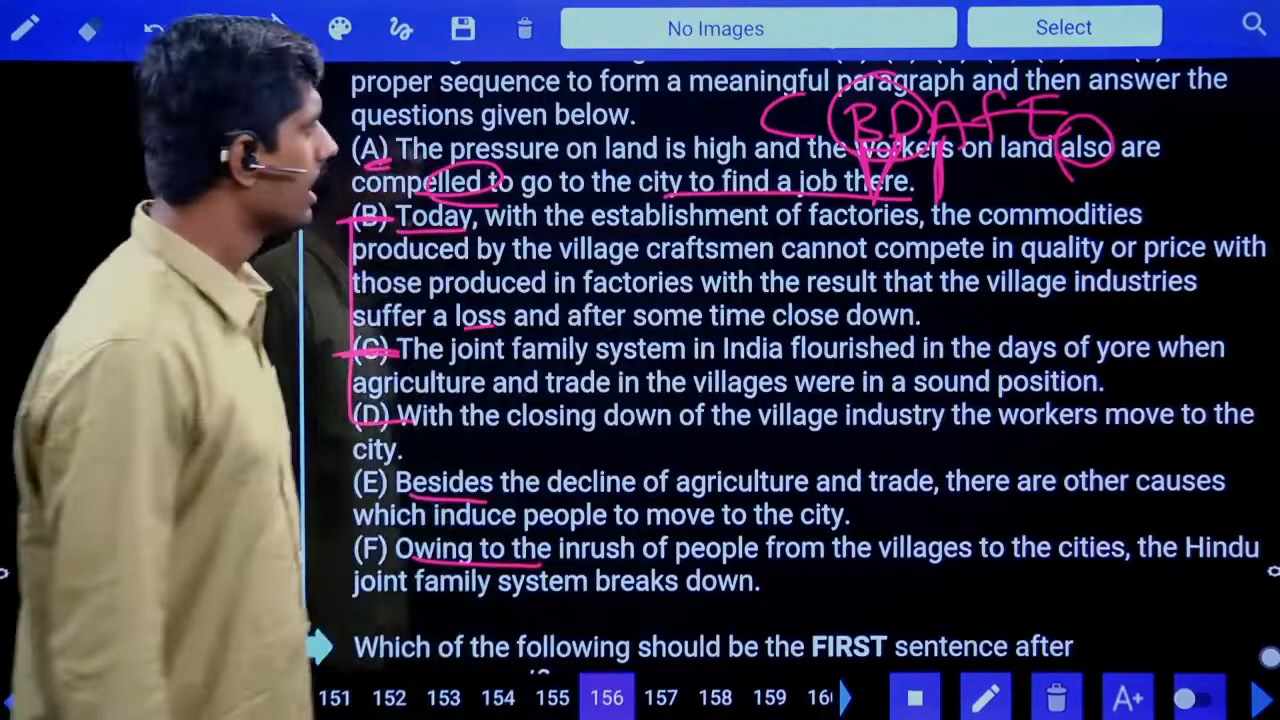 No Images
Select
proper sequence to form a meaningful paragraph and then answer the
questions given below.
C B D A f E
(A) The pressure on land is high and the workers on land also are
compelled to go to the city to find a job there.
(B) Today, with the establishment of factories, the commodities
produced by the village craftsmen cannot compete in quality or price with
those produced in factories with the result that the village industries
suffer a loss and after some time close down.
(C) The joint family system in India flourished in the days of yore when
agriculture and trade in the villages were in a sound position.
(D) With the closing down of the village industry the workers move to the
city.
(E) Besides the decline of agriculture and trade, there are other causes
which induce people to move to the city.
(F) Owing to the inrush of people from the villages to the cities, the Hindu
joint family system breaks down.
Which of the following should be the FIRST sentence after
151 152 153 154 155 156 157 158 159 A+